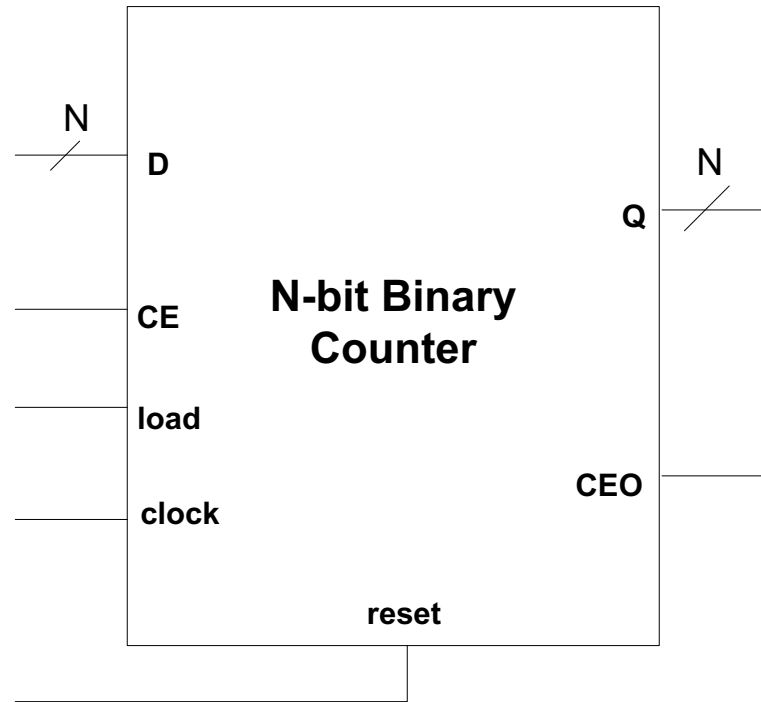 N
D
N
Q
N-bit Binary
Counter
CE
load
CEO
clock
reset